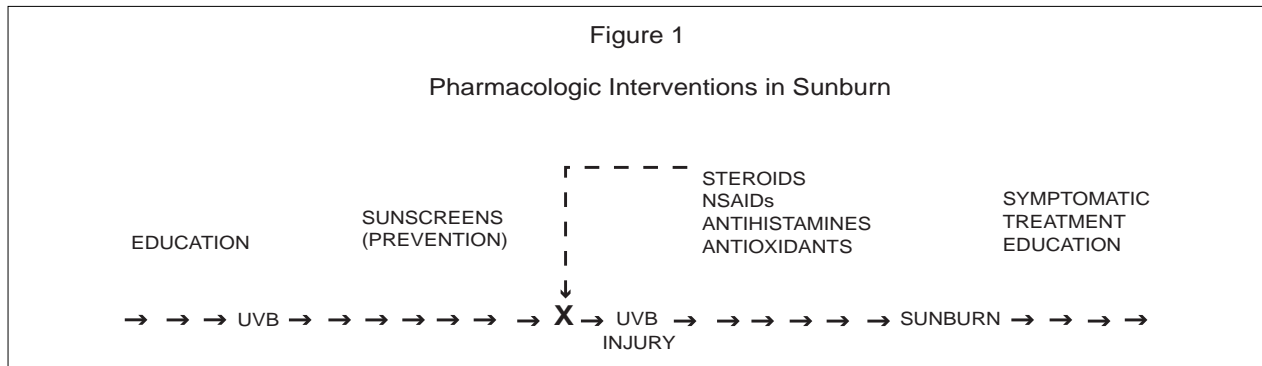 Figure 1
Pharmacologic Interventions in Sunburn
EDUCATION
SUNSCREENS
(PREVENTION)
STEROIDS
NSAIDs
ANTIHISTAMINES
ANTIOXIDANTS
SYMPTOMATIC
TREATMENT
EDUCATION
→ → → UVB → → → → → → → X → UVB → → → → → → SUNBURN → → → →
INJURY